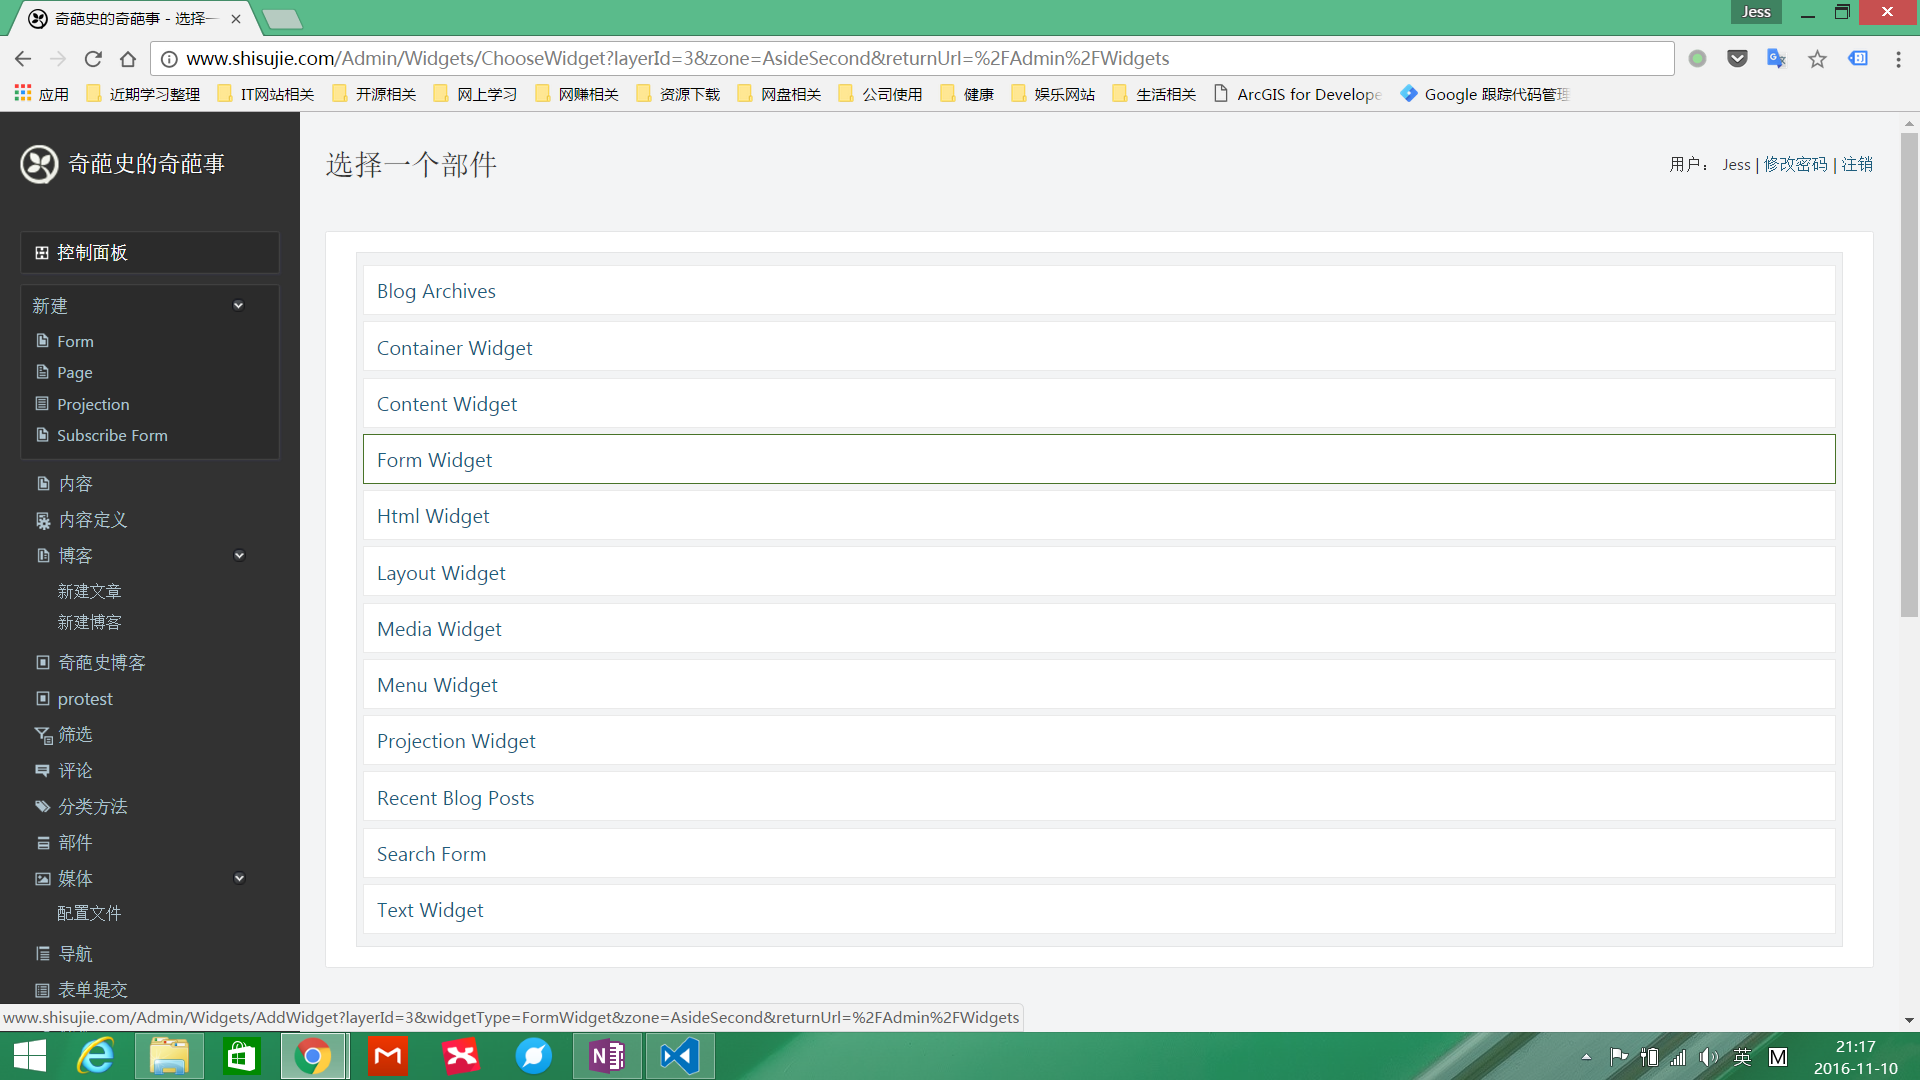 奇葩史的奇葩事 - 选择一
Jess
www.shisujie.com/Admin/Widgets/ChooseWidget?layerId=3&zone=AsideSecond&returnUrl=%2FAdmin%2FWidgets
应用 近期学习整理 IT网站相关 开源相关 网上学习 网赚相关 资源下载 网盘相关 公司使用 健康 娱乐网站 生活相关 ArcGIS for Develope Google 跟踪代码管理
奇葩史的奇葩事
选择一个部件
用户： Jess | 修改密码 | 注销
控制面板
新建
Form
Page
Projection
Subscribe Form
内容
内容定义
博客
新建文章
新建博客
奇葩史博客
protest
筛选
评论
分类方法
部件
媒体
配置文件
导航
表单提交
Blog Archives
Container Widget
Content Widget
Form Widget
Html Widget
Layout Widget
Media Widget
Menu Widget
Projection Widget
Recent Blog Posts
Search Form
Text Widget
www.shisujie.com/Admin/Widgets/AddWidget?layerId=3&widgetType=FormWidget&zone=AsideSecond&returnUrl=%2FAdmin%2FWidgets
英 M
21:17
2016-11-10